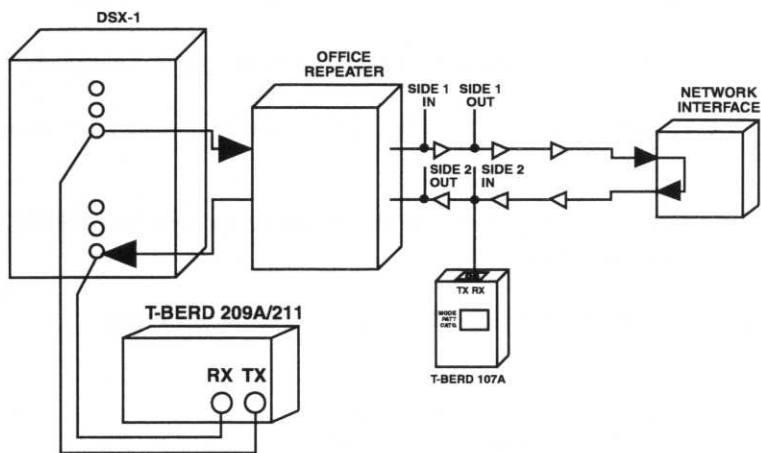 DSX-1
OFFICE
REPEATER
SIDE 1
IN
SIDE 1
OUT
NETWORK
INTERFACE
SIDE 2
OUT
SIDE 2
IN
TX RX
MODE
PATT
CATG.
T-BERD 107A
T-BERD 209A/211
RX TX